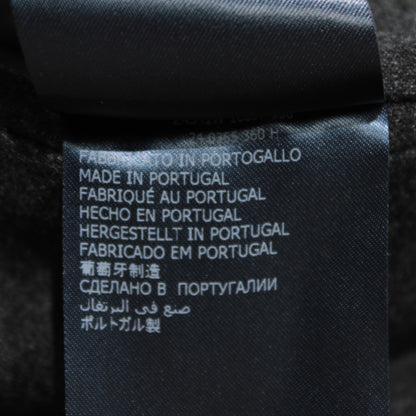 FABBRICATO IN PORTOGALLO
MADE IN PORTUGAL
FABRIQUÉ AU PORTUGAL
HECHO EN PORTUGAL
HERGESTELLT IN PORTUGAL
FABRICADO EM PORTUGAL
葡萄牙制造
СДЕЛАНО В ПОРТУГАЛИИ
صنع في البرتغال
ポルトガル製